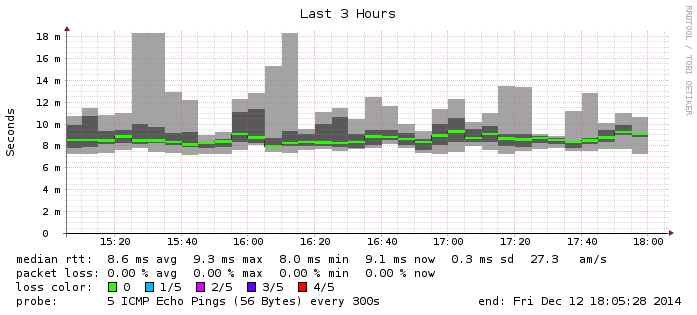 Last 3 Hours
RRDTOOL / TOBI OETIKER
Seconds
18 m
16 m
14 m
12 m
10 m
8 m
6 m
4 m
2 m
0
15:20 15:40 16:00 16:20 16:40 17:00 17:20 17:40 18:00
median rtt: 8.6 ms avg 9.3 ms max 8.0 ms min 9.1 ms now 0.3 ms sd 27.3 am/s
packet loss: 0.00 % avg 0.00 % max 0.00 % min 0.00 % now
loss color: 0 1/5 2/5 3/5 4/5
probe: 5 ICMP Echo Pings (56 Bytes) every 300s end: Fri Dec 12 18:05:28 2014